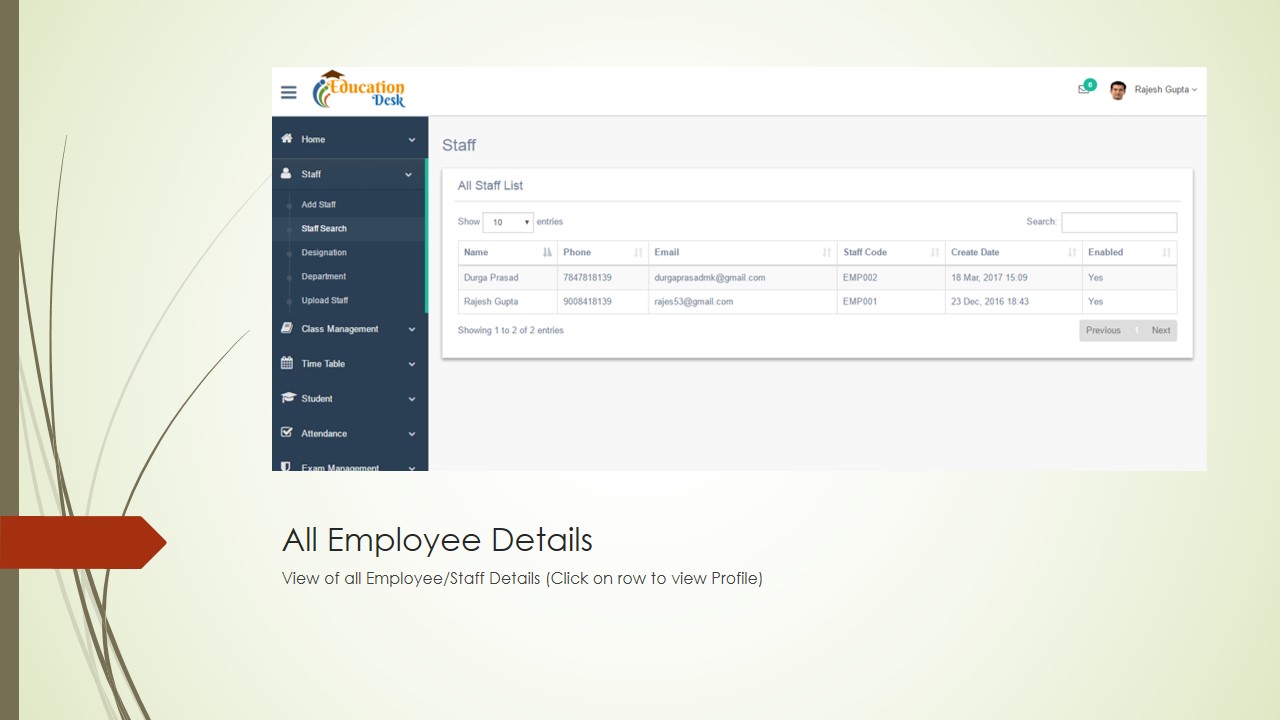 Education
Desk
0
Rajesh Gupta
Home
Staff
Add Staff
Staff Search
Designation
Department
Upload Staff
Class Management
Time Table
Student
Attendance
Exam Management
Staff
All Staff List
Show 10 entries Search:
Name Phone Email Staff Code Create Date Enabled
Durga Prasad 7847818139 durgaprasadmk@gmail.com EMP002 18 Mar, 2017 15:09 Yes
Rajesh Gupta 9008418139 rajes53@gmail.com EMP001 23 Dec, 2016 18:43 Yes
Showing 1 to 2 of 2 entries Previous 1 Next
All Employee Details
View of all Employee/Staff Details (Click on row to view Profile)